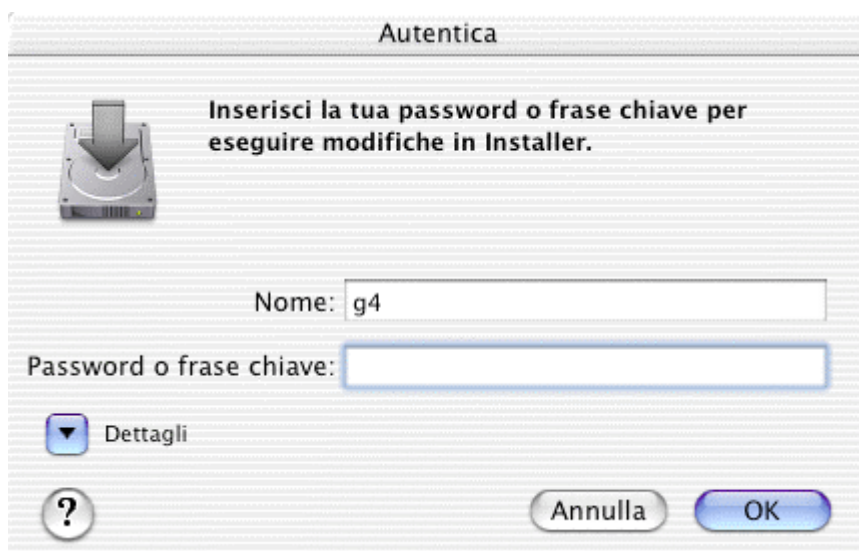 Autentica
Inserisci la tua password o frase chiave per
eseguire modifiche in Installer.
Nome: g4
Password o frase chiave:
Dettagli
? Annulla OK